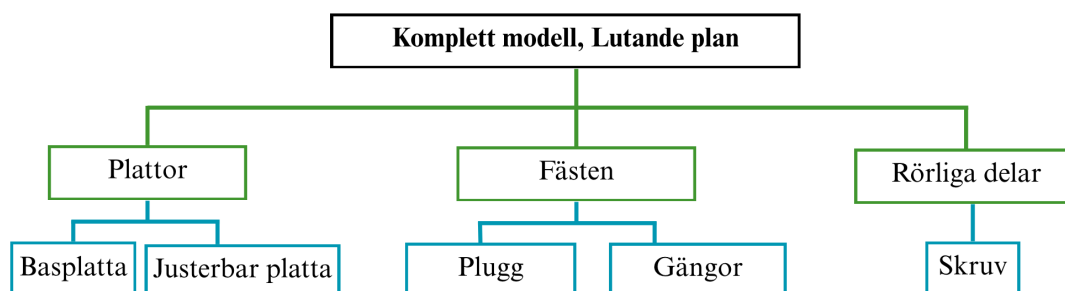 Komplett modell, Lutande plan
Plattor
Fästen
Rörliga delar
Basplatta
Justerbar platta
Plugg
Gängor
Skruv